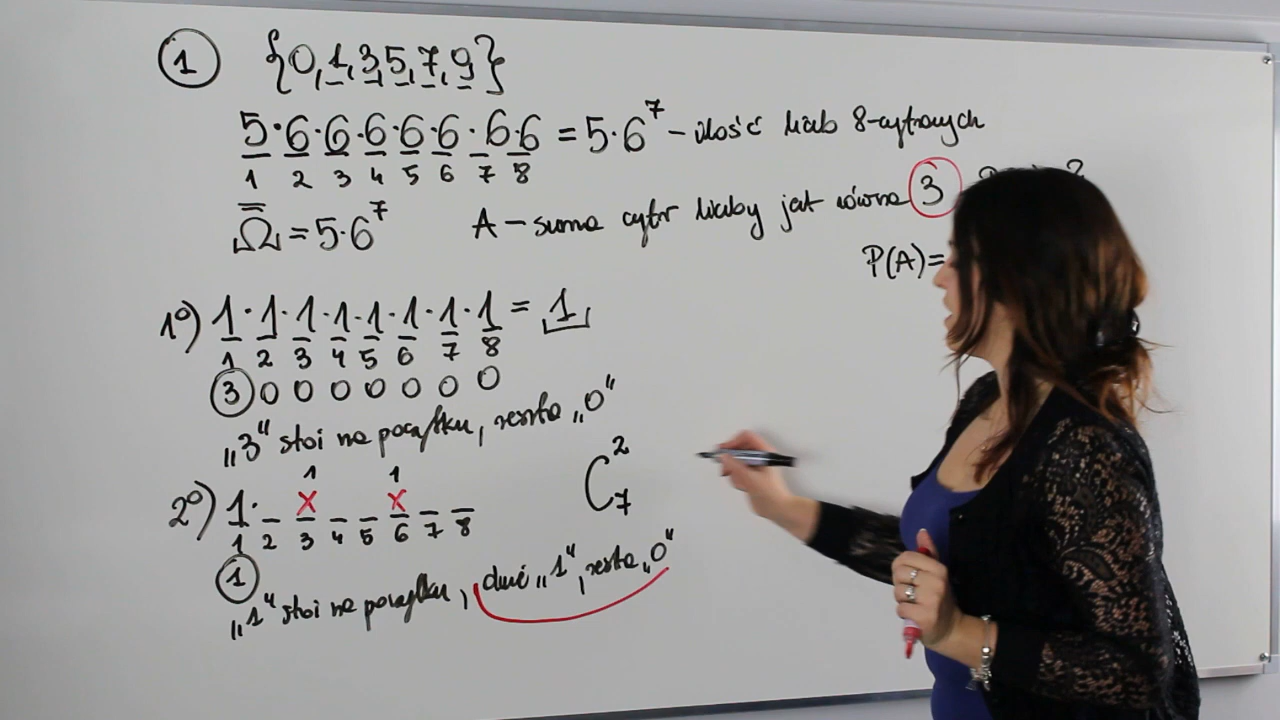 1 {0,1,3,5,7,9}
5·6·6·6·6·6·6·6 = 5·6⁷ – ilość liczb 8-cyfrowych
1 2 3 4 5 6 7 8
Ω = 5·6⁷ A – suma cyfr liczby jest równa 3
P(A)=
1º) 1·1·1·1·1·1·1·1 = 1
1 2 3 4 5 6 7 8
3 0 0 0 0 0 0 0
„3" stoi na początku, reszta „0"
1 1
2º) 1· _ X _ _ X _ _ C₇²
1 2 3 4 5 6 7 8
1
„1" stoi na początku, dwie „1", reszta „0"